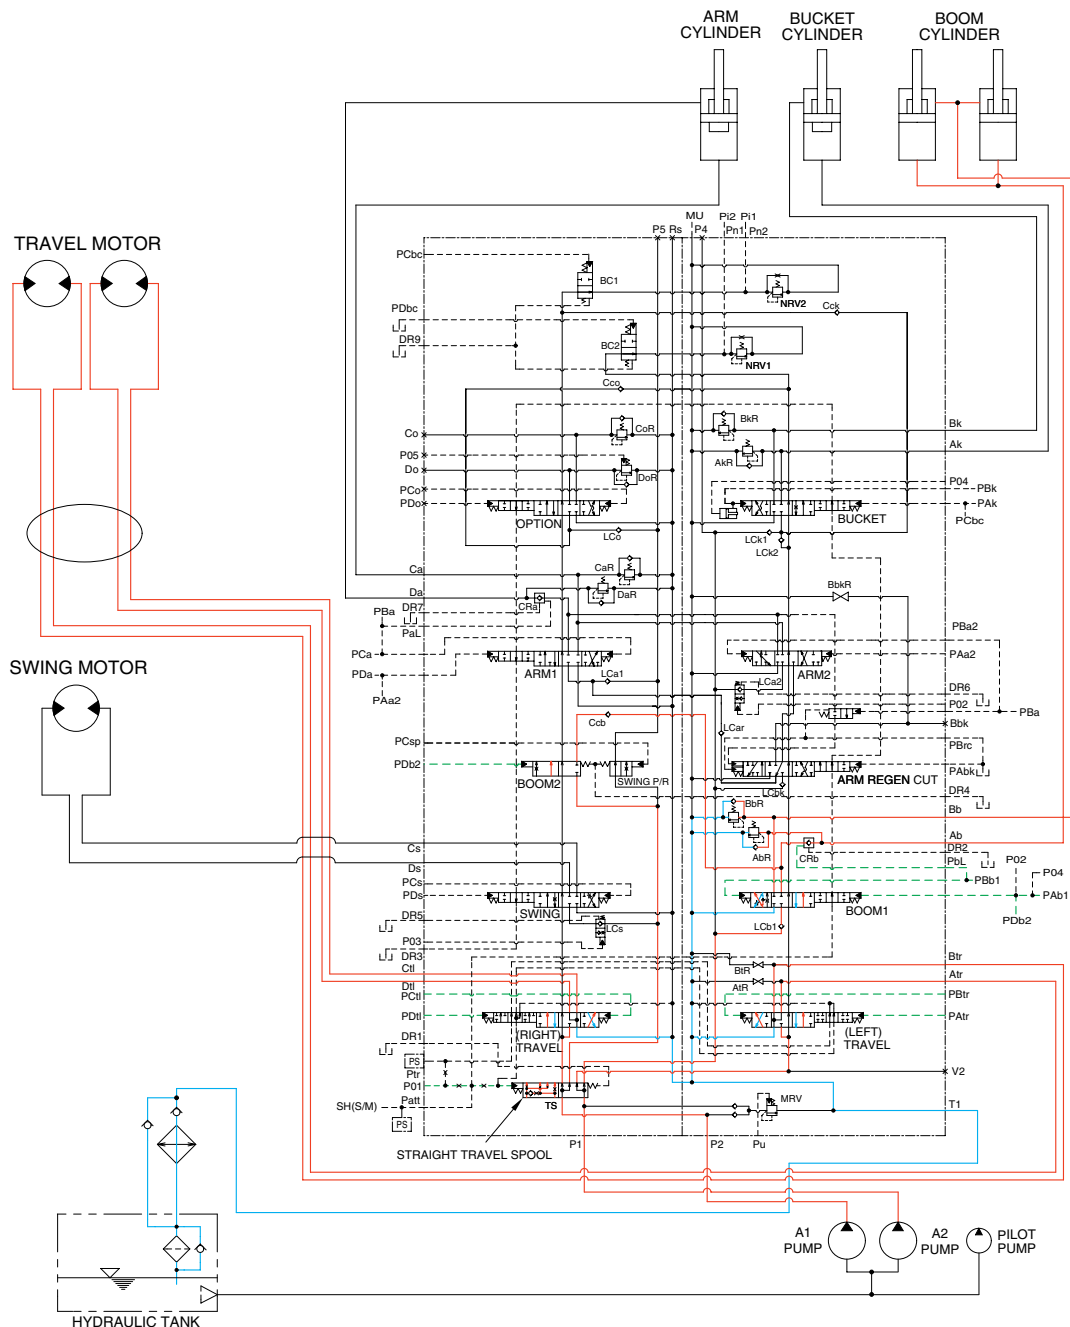 ARM
CYLINDER
BUCKET
CYLINDER
BOOM
CYLINDER
TRAVEL MOTOR
MU
Pi2
Pi1
P5
Rs
P4
Pn1
Pn2
PCbc
BC1
NRV2
Cck
PDbc
DR9
BC2
NRV1
Cco
Co
CoR
BkR
Bk
P05
Do
DoR
AkR
Ak
PCo
PDo
OPTION
P04
PBk
PAk
PCbc
BUCKET
LCo
LCk1
LCk2
Ca
CaR
Da
DaR
BbkR
DR7
CRa
PBa
PaL
PBa2
PCa
PDa
PAa2
ARM1
LCa1
LCa2
ARM2
PAa2
DR6
P02
PBa
SWING MOTOR
Ccb
LCar
Bbk
PCsp
PDb2
BOOM2
SWING P/R
PBrc
PAbk
LCbk
ARM REGEN CUT
DR4
BbR
Bb
AbR
CRb
Ab
DR2
PbL
P02
P04
Cs
Ds
PCs
PDs
SWING
PBb1
PAb1
PDb2
BOOM1
DR5
LCs
LCb1
P03
DR3
Ctl
BtR
Btr
AtR
Atr
Dtl
PCtl
PDtl
PBtr
PAtr
(RIGHT)
TRAVEL
(LEFT)
TRAVEL
DR1
PS
Ptr
P01
Patt
TS
V2
SH(S/M)
PS
MRV
T1
STRAIGHT TRAVEL SPOOL
P1
P2
Pu
A1
PUMP
A2
PUMP
PILOT
PUMP
HYDRAULIC TANK